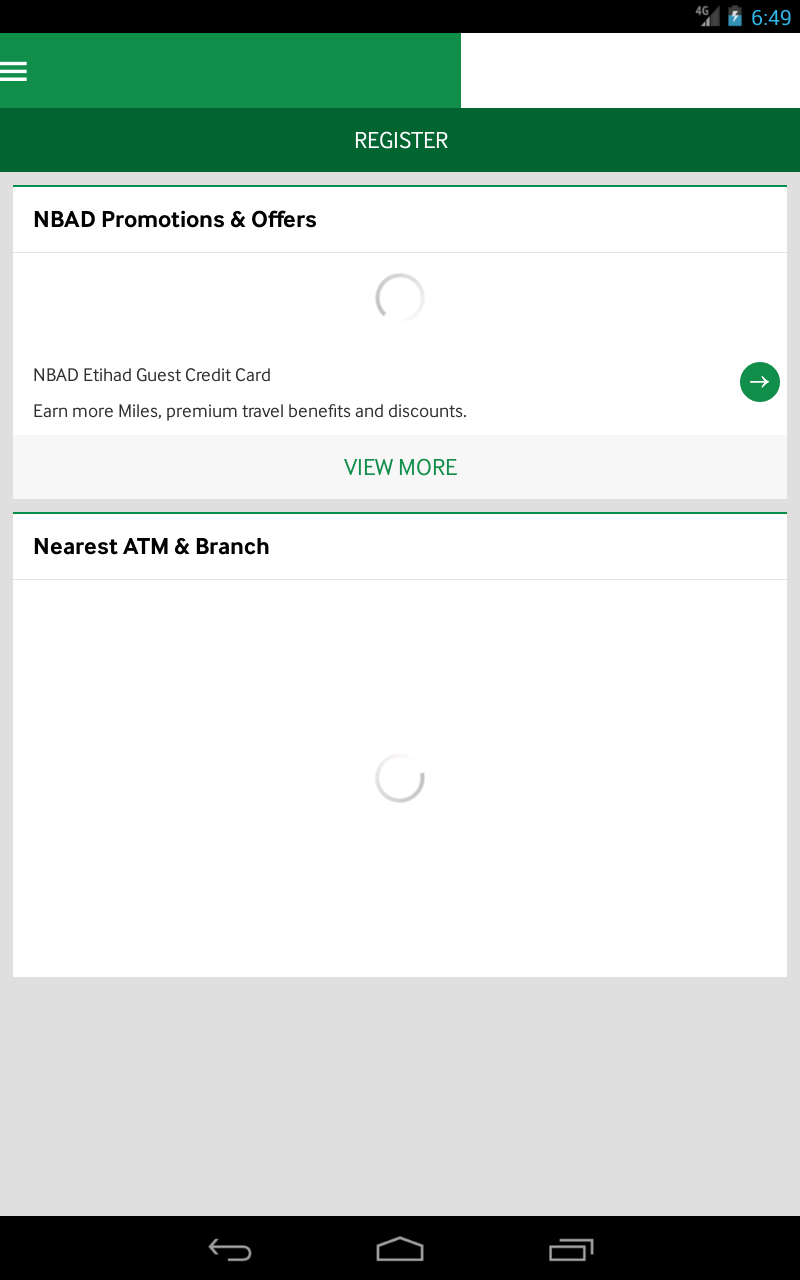 4G 6:49
REGISTER
NBAD Promotions & Offers
NBAD Etihad Guest Credit Card
Earn more Miles, premium travel benefits and discounts.
VIEW MORE
Nearest ATM & Branch